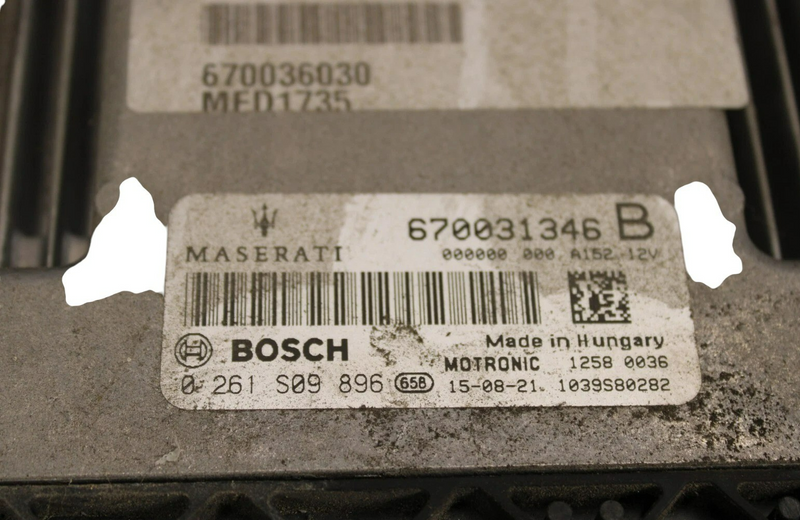 670036030
MED1735
670031346 B
MASERATI
000000 000 A152 12V
BOSCH
Made in Hungary
MOTRONIC 1258 0036
0 261 S09 896 658 15-08-21 1039S80282